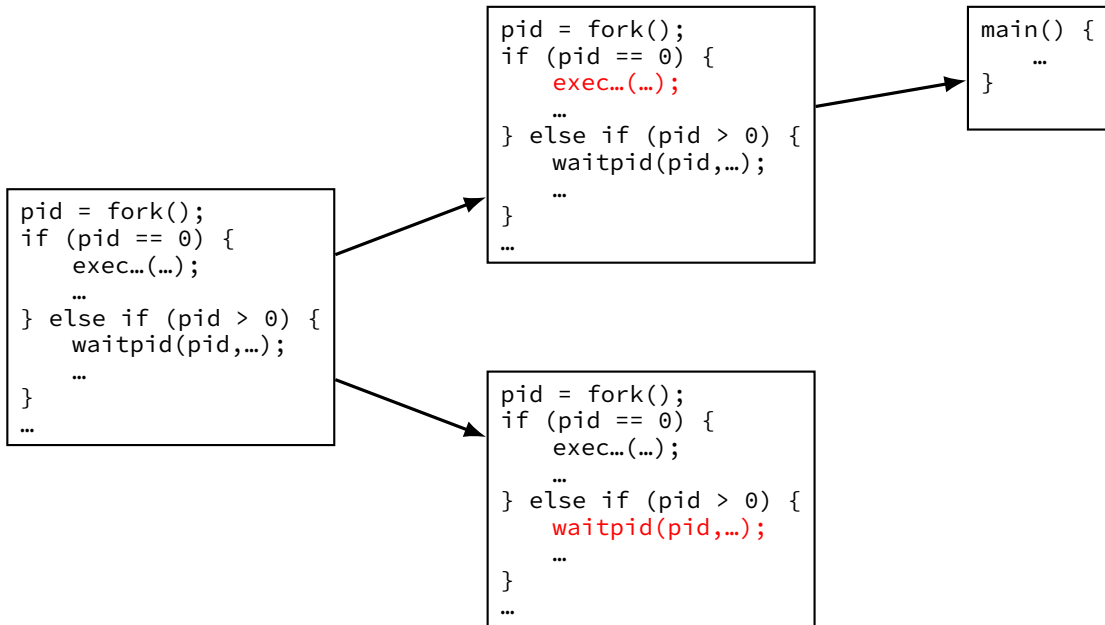 pid = fork();
if (pid == 0) {
    exec…(…);
    …
} else if (pid > 0) {
    waitpid(pid,…);
    …
}
…
pid = fork();
if (pid == 0) {
    exec…(…);
    …
} else if (pid > 0) {
    waitpid(pid,…);
    …
}
…
main() {
    …
}
pid = fork();
if (pid == 0) {
    exec…(…);
    …
} else if (pid > 0) {
    waitpid(pid,…);
    …
}
…